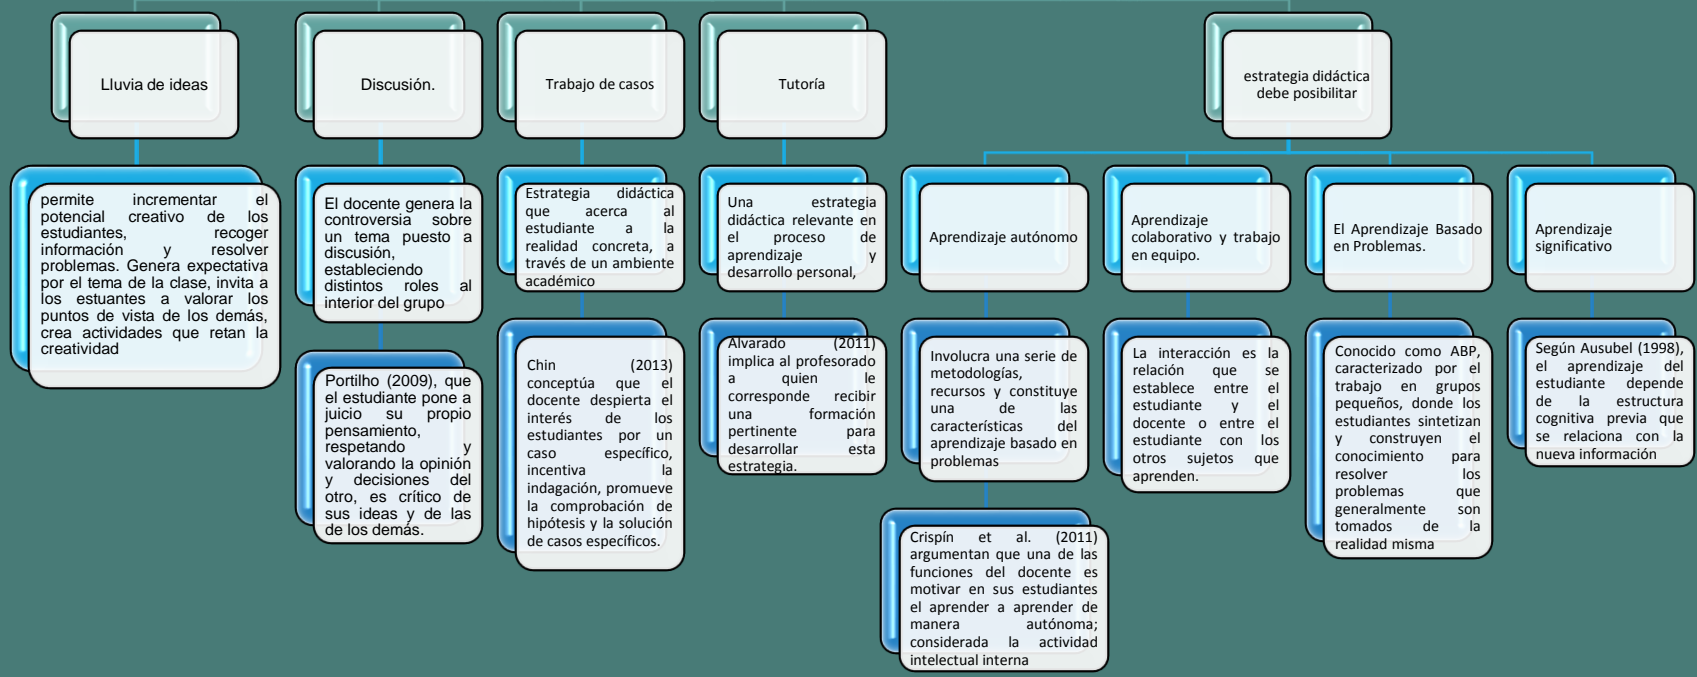 Lluvia de ideas
Discusión.
Trabajo de casos
Tutoría
estrategia didáctica
debe posibilitar
permite incrementar el
potencial creativo de los
estudiantes, recoger
información y resolver
problemas. Genera expectativa
por el tema de la clase, invita a
los estuantes a valorar los
puntos de vista de los demás,
crea actividades que retan la
creatividad
El docente genera la
controversia sobre
un tema puesto a
discusión,
estableciendo
distintos roles al
interior del grupo
Estrategia didáctica
que acerca al
estudiante a la
realidad concreta, a
través de un ambiente
académico
Una estrategia
didáctica relevante en
el proceso de
aprendizaje y
desarrollo personal,
Aprendizaje autónomo
Aprendizaje
colaborativo y trabajo
en equipo.
El Aprendizaje Basado
en Problemas.
Aprendizaje
significativo
Portilho (2009), que
el estudiante pone a
juicio su propio
pensamiento,
respetando y
valorando la opinión
y decisiones del
otro, es crítico de
sus ideas y de las
de los demás.
Chin (2013)
conceptúa que el
docente despierta el
interés de los
estudiantes por un
caso específico,
incentiva la
indagación, promueve
la comprobación de
hipótesis y la solución
de casos específicos.
Alvarado (2011)
implica al profesorado
a quien le
corresponde recibir
una formación
pertinente para
desarrollar esta
estrategia.
Involucra una serie de
metodologías,
recursos y constituye
una de las
características del
aprendizaje basado en
problemas
La interacción es la
relación que se
establece entre el
estudiante y el
docente o entre el
estudiante con los
otros sujetos que
aprenden.
Conocido como ABP,
caracterizado por el
trabajo en grupos
pequeños, donde los
estudiantes sintetizan
y construyen el
conocimiento para
resolver los
problemas que
generalmente son
tomados de la
realidad misma
Según Ausubel (1998),
el aprendizaje del
estudiante depende
de la estructura
cognitiva previa que
se relaciona con la
nueva información
Crispín et al. (2011)
argumentan que una de las
funciones del docente es
motivar en sus estudiantes
el aprender a aprender de
manera autónoma;
considerada la actividad
intelectual interna